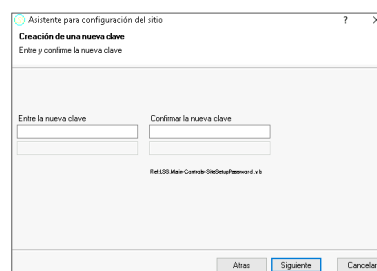 Asistente para configuración del sitio
Creación de una nueva clave
Entre y confirme la nueva clave
Entre la nueva clave
Confirmar la nueva clave
Ref:LSS.Main-Controls-SiteSetupPassword.vb
Atras
Siguiente
Cancelar